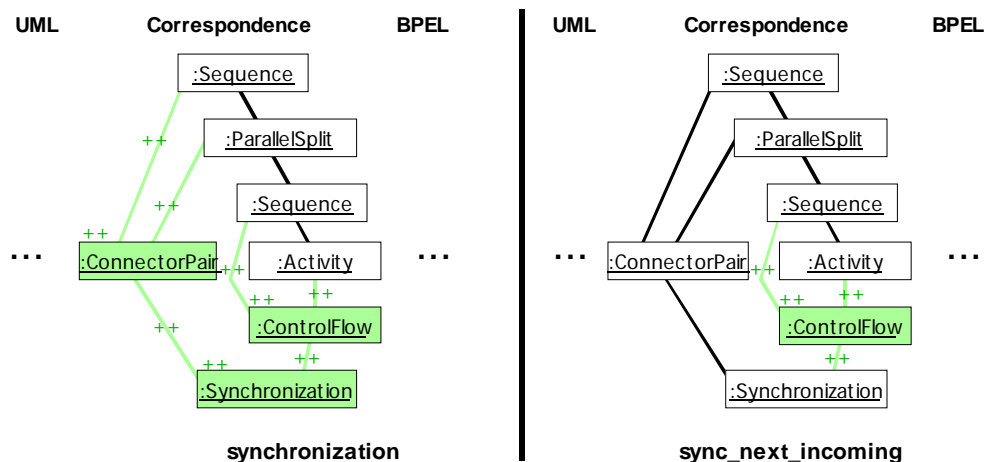 UML Correspondence BPEL
:Sequence
++
:ParallelSplit
++
:Sequence
++
... :ConnectorPair ++ :Activity ...
++ ++
:ControlFlow
++
++ ++
:Synchronization
synchronization
UML Correspondence BPEL
:Sequence
:ParallelSplit
:Sequence
... :ConnectorPair ++ :Activity ...
++ ++
:ControlFlow
++
:Synchronization
sync_next_incoming